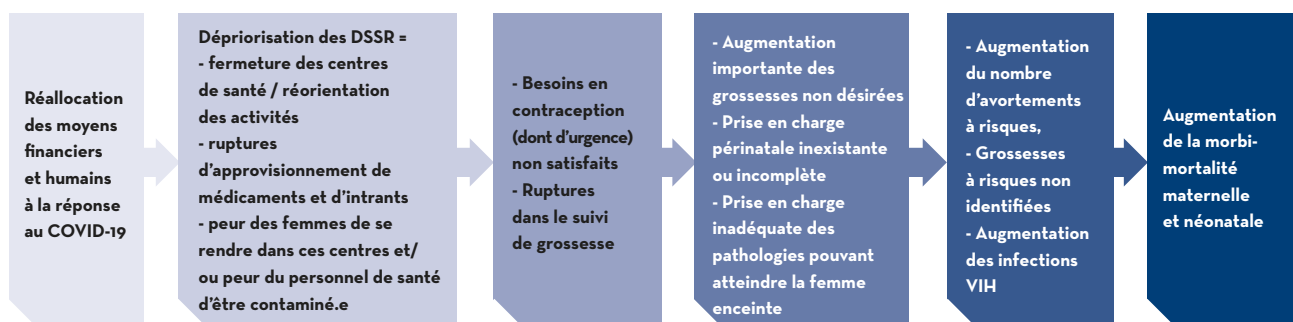 Réallocation
des moyens
financiers
et humains
à la réponse
au COVID-19
Dépriorisation des DSSR =
- fermeture des centres
de santé / réorientation
des activités
- ruptures
d'approvisionnement de
médicaments et d'intrants
- peur des femmes de se
rendre dans ces centres et/
ou peur du personnel de santé
d'être contaminé.e
- Besoins en
contraception
(dont d'urgence)
non satisfaits
- Ruptures
dans le suivi
de grossesse
- Augmentation
importante des
grossesses non désirées
- Prise en charge
périnatale inexistante
ou incomplète
- Prise en charge
inadéquate des
pathologies pouvant
atteindre la femme
enceinte
- Augmentation
du nombre
d'avortements
à risques,
- Grossesses
à risques non
identifiées
- Augmentation
des infections
VIH
Augmentation
de la morbi-
mortalité
maternelle
et néonatale